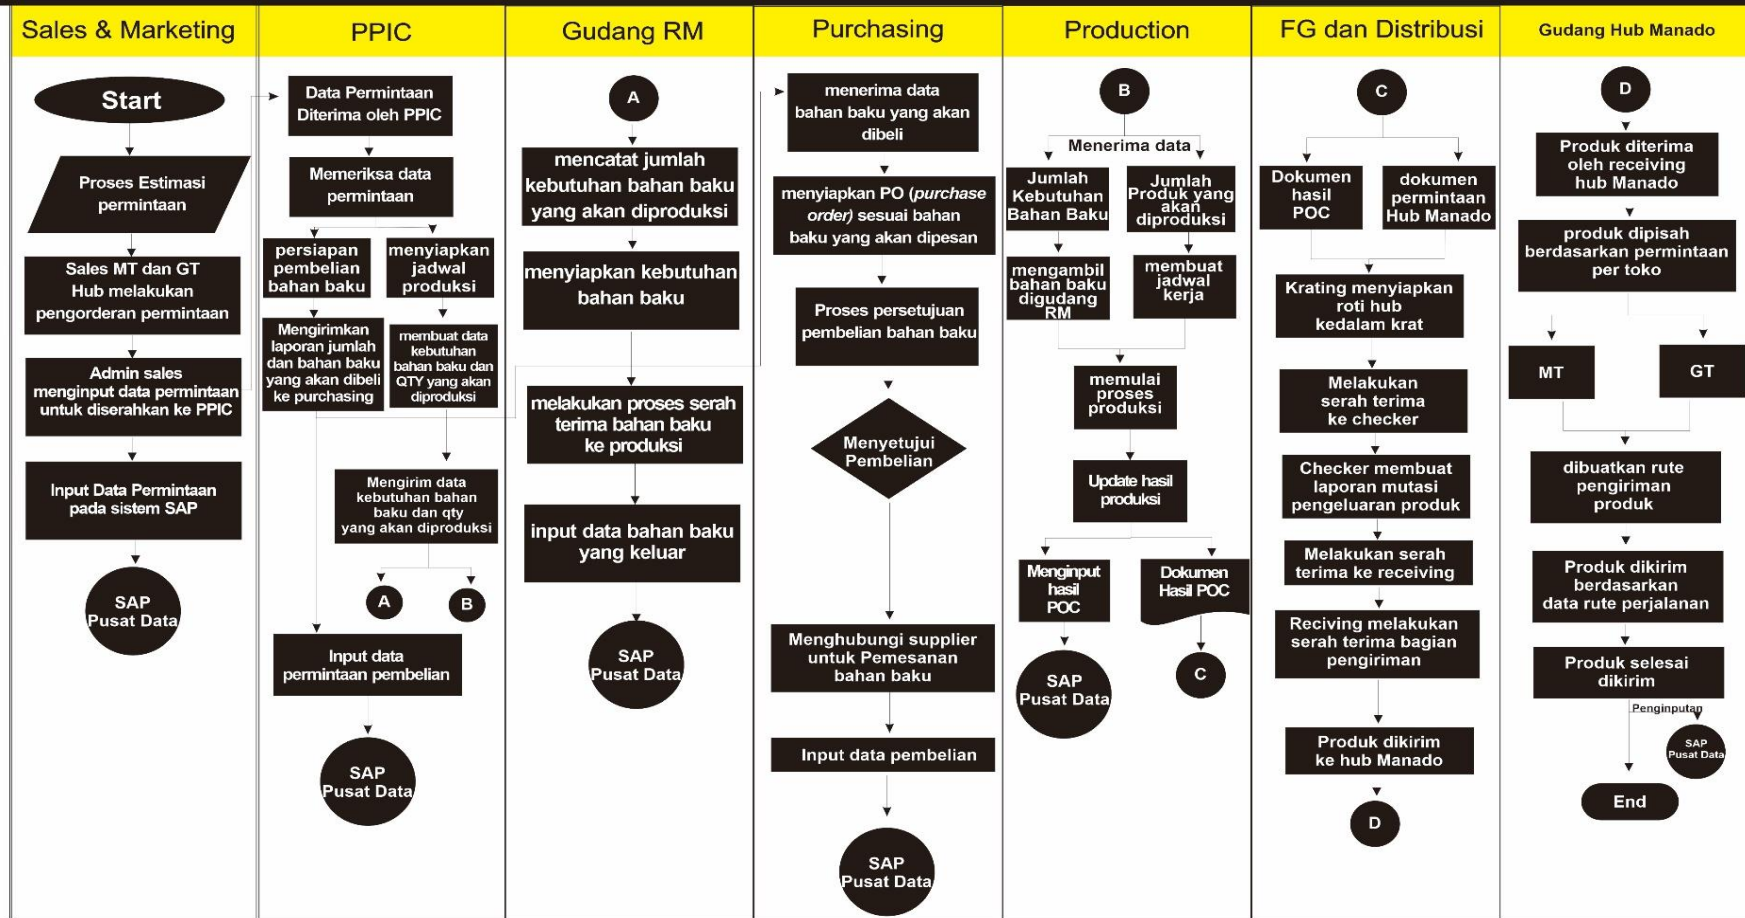 Sales & Marketing
Start
Proses Estimasi
permintaan
Sales MT dan GT
Hub melakukan
pengorderan permintaan
Admin sales
menginput data permintaan
untuk diserahkan ke PPIC
Input Data Permintaan
pada sistem SAP
SAP
Pusat Data
PPIC
Data Permintaan
Diterima oleh PPIC
Memeriksa data
permintaan
persiapan
pembelian
bahan baku
menyiapkan
jadwal
produksi
Mengirimkan
laporan jumlah
dan bahan baku
yang akan dibeli
ke purchasing
membuat data
kebutuhan
bahan baku dan
QTY yang akan
diproduksi
Mengirim data
kebutuhan bahan
baku dan qty
yang akan diproduksi
A
B
Input data
permintaan pembelian
SAP
Pusat Data
Gudang RM
A
mencatat jumlah
kebutuhan bahan baku
yang akan diproduksi
menyiapkan kebutuhan
bahan baku
melakukan proses serah
terima bahan baku
ke produksi
input data bahan baku
yang keluar
SAP
Pusat Data
Purchasing
menerima data
bahan baku yang akan
dibeli
menyiapkan PO (purchase
order) sesuai bahan
baku yang akan dipesan
Proses persetujuan
pembelian bahan baku
Menyetujui
Pembelian
Menghubungi supplier
untuk Pemesanan
bahan baku
Input data pembelian
SAP
Pusat Data
Production
B
Menerima data
Jumlah
Kebutuhan
Bahan Baku
Jumlah
Produk yang
akan
diproduksi
mengambil
bahan baku
digudang
RM
membuat
jadwal
kerja
memulai
proses
produksi
Update hasil
produksi
Menginput
hasil
POC
Dokumen
Hasil POC
SAP
Pusat Data
C
FG dan Distribusi
C
Dokumen
hasil
POC
dokumen
permintaan
Hub Manado
Krating menyiapkan
roti hub
kedalam krat
Melakukan
serah terima
ke checker
Checker membuat
laporan mutasi
pengeluaran produk
Melakukan serah
terima ke receiving
Reciving melakukan
serah terima bagian
pengiriman
Produk dikirim
ke hub Manado
D
Gudang Hub Manado
D
Produk diterima
oleh receiving
hub Manado
produk dipisah
berdasarkan permintaan
per toko
MT
GT
dibuatkan rute
pengiriman
produk
Produk dikirim
berdasarkan
data rute perjalanan
Produk selesai
dikirim
Penginputan
SAP
Pusat Data
End